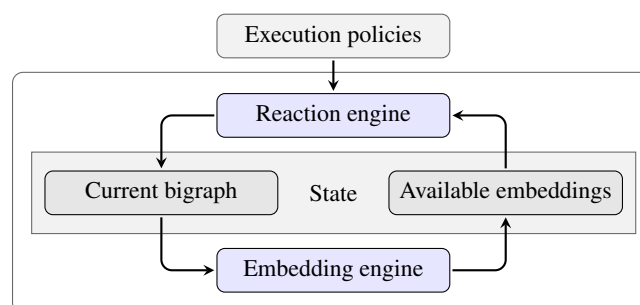 Execution policies
Reaction engine
Current bigraph
State
Available embeddings
Embedding engine